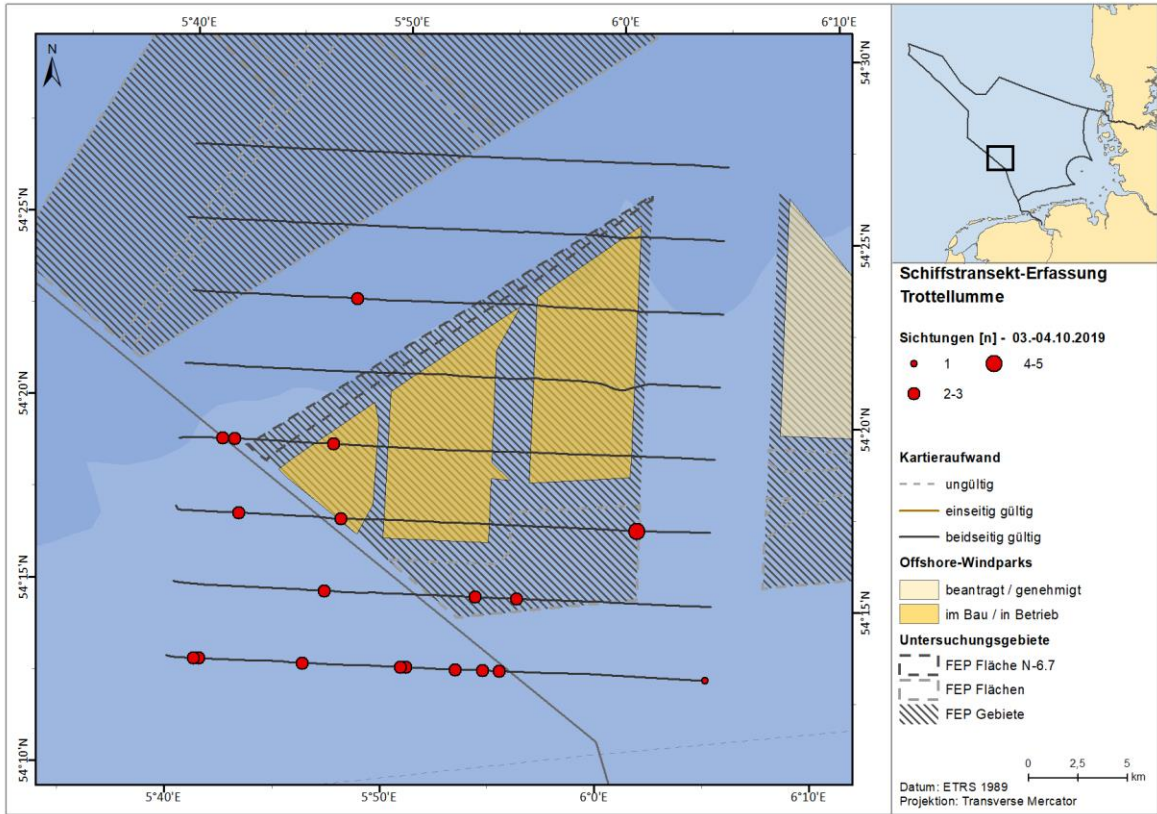 5°40'E 5°50'E 6°0'E 6°10'E
N
54°30'N
54°25'N 54°25'N
54°20'N 54°20'N
54°15'N 54°15'N
54°10'N
5°40'E 5°50'E 6°0'E 6°10'E
Schiffstransekt-Erfassung
Trottellumme
Sichtungen [n] - 03.-04.10.2019
1 4-5
2-3
Kartieraufwand
ungültig
einseitig gültig
beidseitig gültig
Offshore-Windparks
beantragt / genehmigt
im Bau / in Betrieb
Untersuchungsgebiete
FEP Fläche N-6.7
FEP Flächen
FEP Gebiete
0 2,5 5
km
Datum: ETRS 1989
Projektion: Transverse Mercator